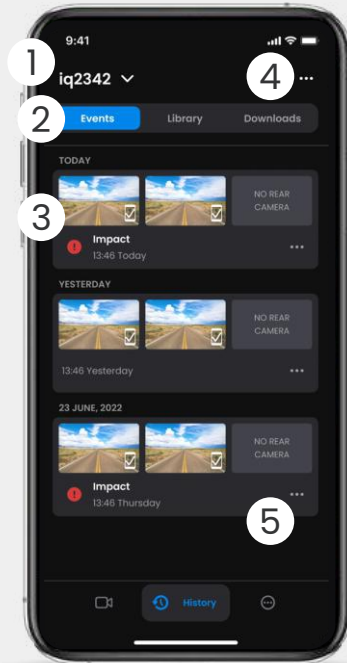 9:41
1
iq2342
4
2
Events Library Downloads
TODAY
NO REAR
CAMERA
3
Impact
13:46 Today
YESTERDAY
NO REAR
CAMERA
13:46 Yesterday
23 JUNE, 2022
NO REAR
CAMERA
Impact
13:46 Thursday
5
History